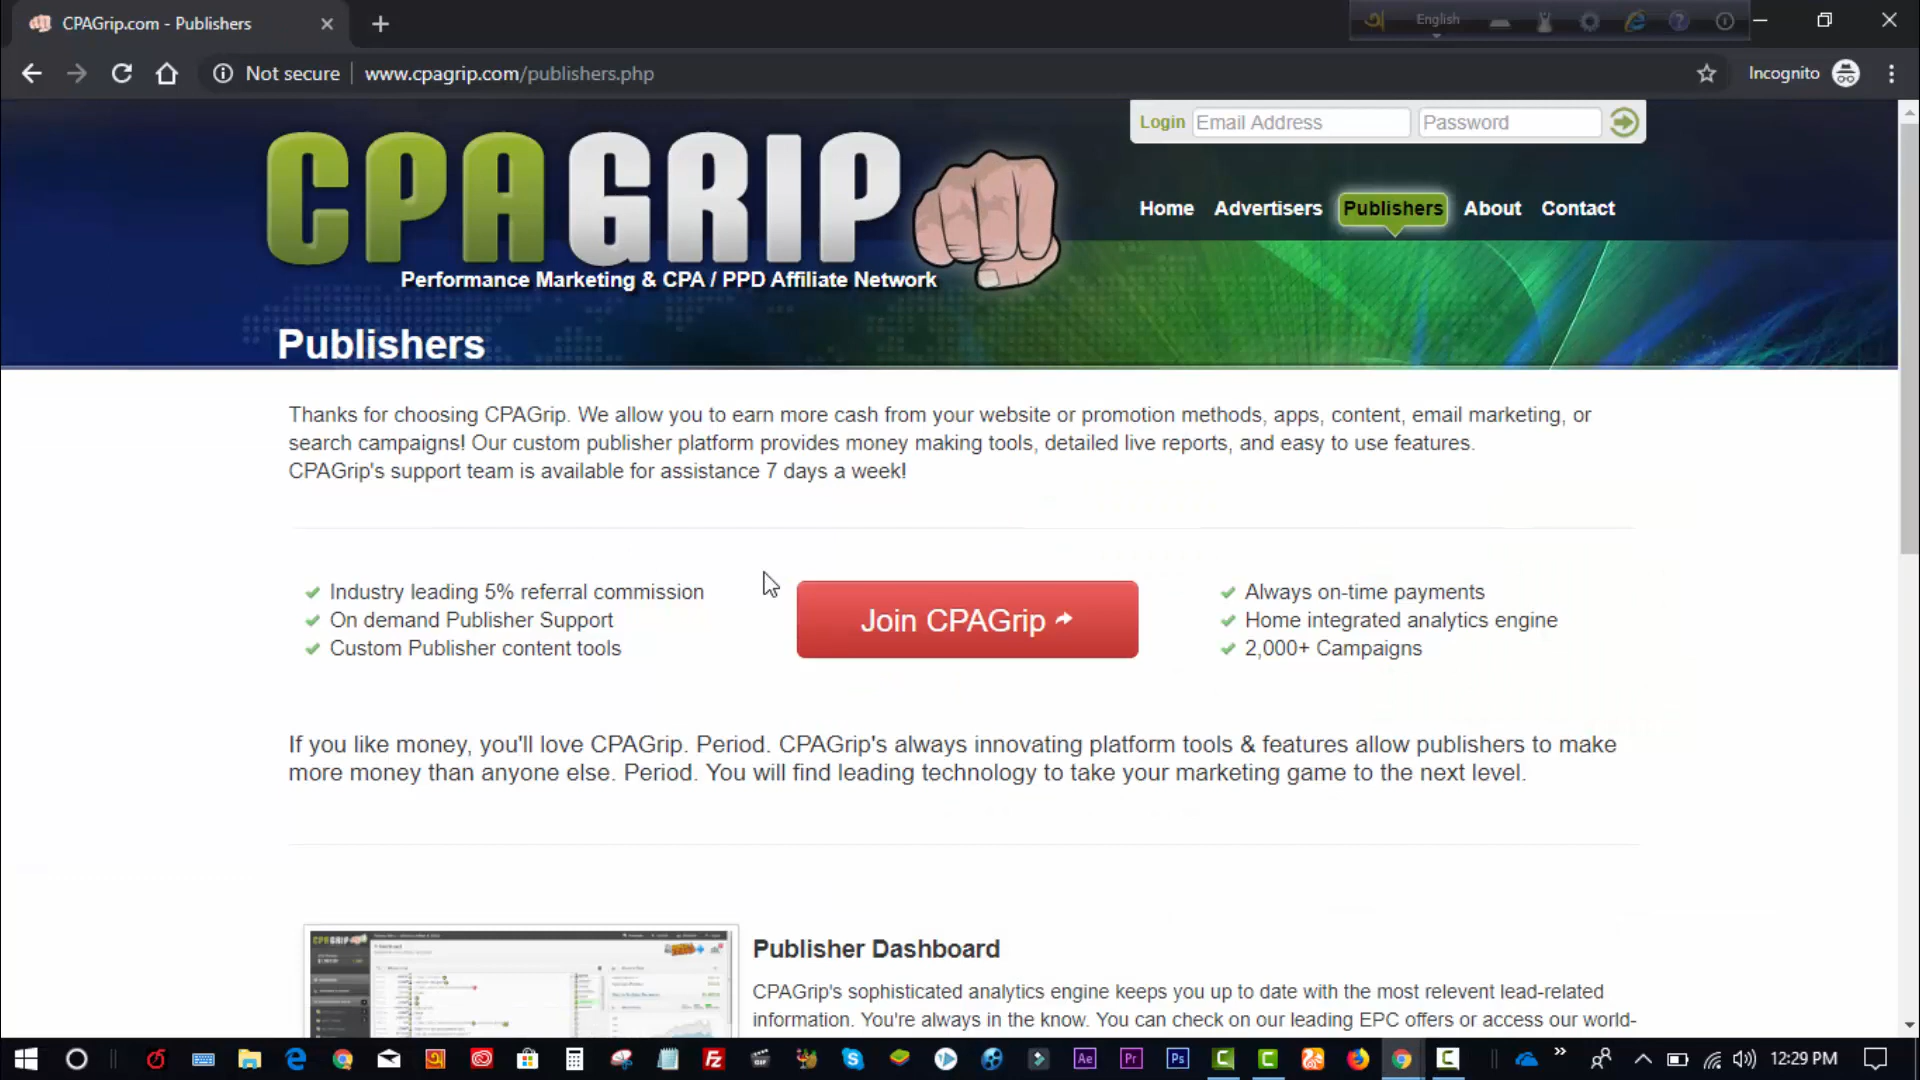 CPAGrip.com - Publishers
English
Not secure
www.cpagrip.com/publishers.php
Incognito
Login
Email Address
Password
CPAGRIP
Performance Marketing & CPA / PPD Affiliate Network
Home
Advertisers
Publishers
About
Contact
Publishers
Thanks for choosing CPAGrip. We allow you to earn more cash from your website or promotion methods, apps, content, email marketing, or
search campaigns! Our custom publisher platform provides money making tools, detailed live reports, and easy to use features.
CPAGrip's support team is available for assistance 7 days a week!
Industry leading 5% referral commission
On demand Publisher Support
Custom Publisher content tools
Join CPAGrip
Always on-time payments
Home integrated analytics engine
2,000+ Campaigns
If you like money, you'll love CPAGrip. Period. CPAGrip's always innovating platform tools & features allow publishers to make
more money than anyone else. Period. You will find leading technology to take your marketing game to the next level.
CPAGRIP
Publisher Dashboard
CPAGrip's sophisticated analytics engine keeps you up to date with the most relevent lead-related
information. You're always in the know. You can check on our leading EPC offers or access our world-
Ae
Pr
Ps
12:29 PM